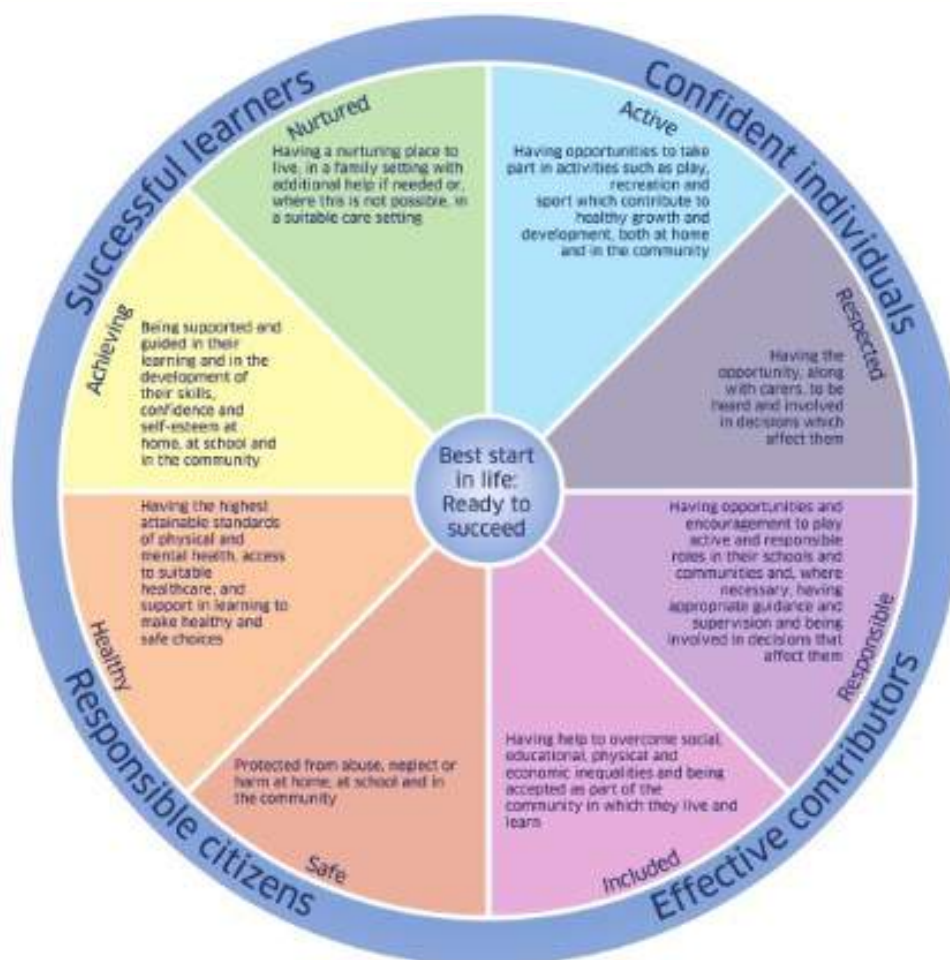 Successful learners
Confident individuals
Nurtured
Having a nurturing place to
live, in a family setting with
additional help if needed or,
where this is not possible, in
a suitable care setting
Active
Having opportunities to take
part in activities such as play,
recreation and
sport which contribute to
healthy growth and
development, both at home
and in the community
Achieving
Being supported and
guided in their
learning and in the
development of
their skills,
confidence and
self-esteem at
home, at school and
in the community
Respected
Having the
opportunity, along
with carers, to be
heard and involved
in decisions which
affect them
Best start
in life:
Ready to
succeed
Healthy
Having the highest
attainable standards
of physical and
mental health, access
to suitable
healthcare, and
support in learning to
make healthy and
safe choices
Responsible
Having opportunities and
encouragement to play
active and responsible
roles in their schools and
communities and, where
necessary, having
appropriate guidance and
supervision and being
involved in decisions that
affect them
Protected from abuse, neglect or
harm at home, at school and in
the community
Safe
Having help to overcome social,
educational, physical and
economic inequalities and being
accepted as part of the
community in which they live and
learn
Included
Responsible citizens
Effective contributors